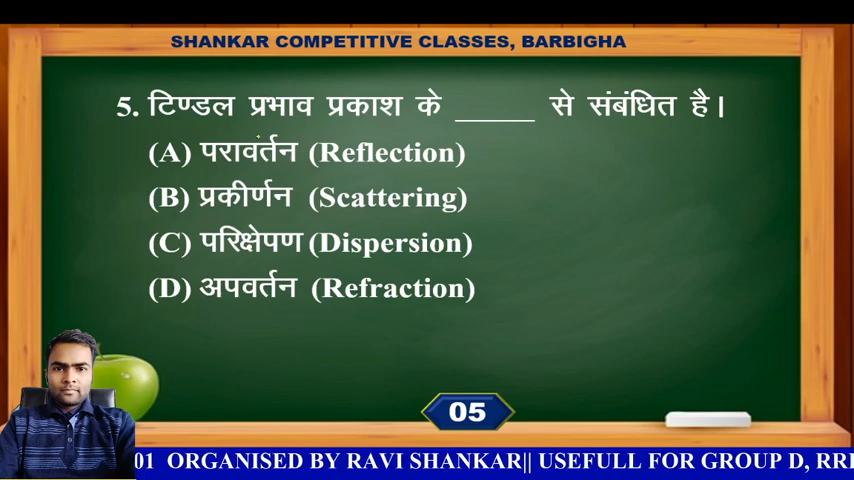 SHANKAR COMPETITIVE CLASSES, BARBIGHA
5. टिण्डल प्रभाव प्रकाश के _____ से संबंधित है।
(A) परावर्तन (Reflection)
(B) प्रकीर्णन (Scattering)
(C) परिक्षेपण (Dispersion)
(D) अपवर्तन (Refraction)
05
01 ORGANISED BY RAVI SHANKAR|| USEFULL FOR GROUP D,